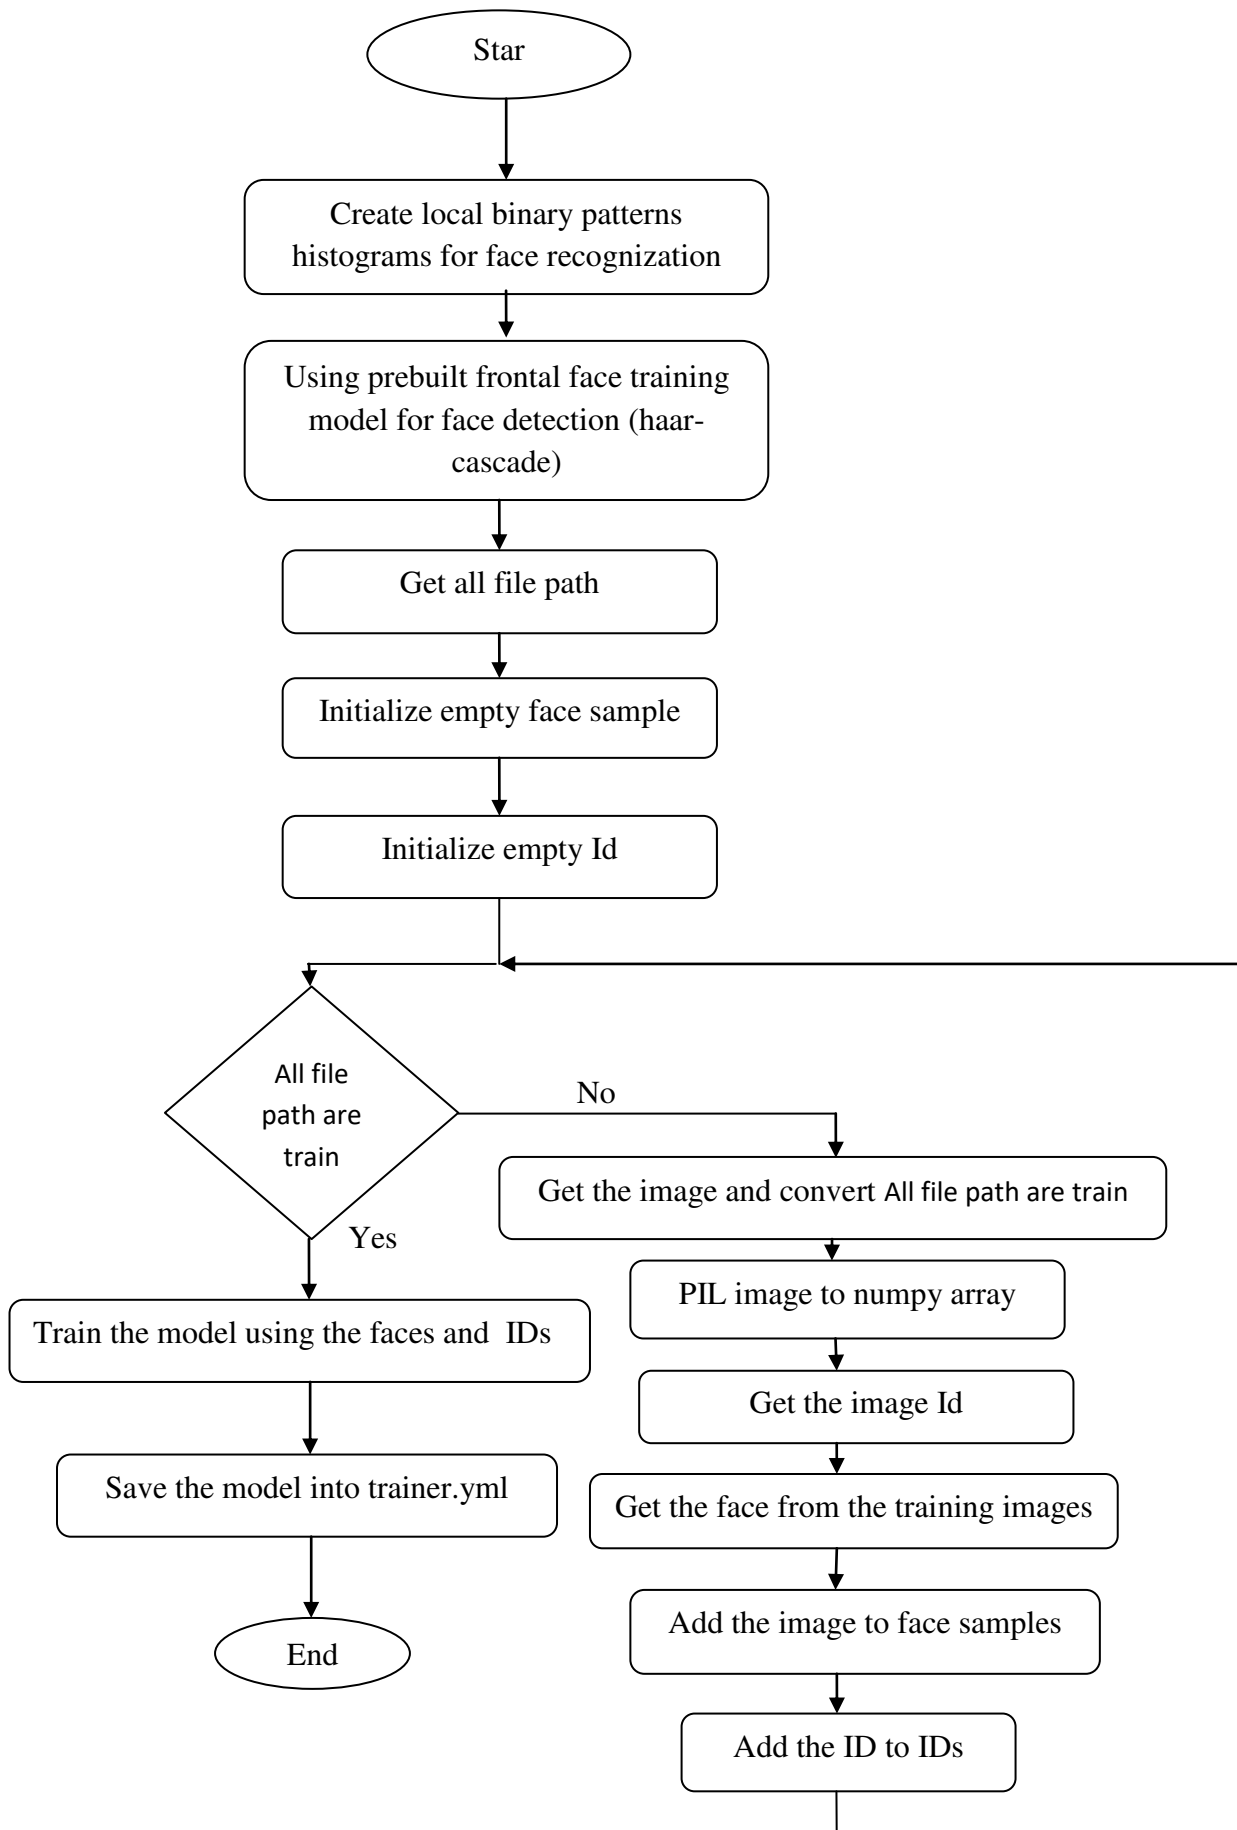 Star
Create local binary patterns
histograms for face recognization
Using prebuilt frontal face training
model for face detection (haar-
cascade)
Get all file path
Initialize empty face sample
Initialize empty Id
All file
path are
train
No
Yes
Get the image and convert All file path are train
PIL image to numpy array
Train the model using the faces and  IDs
Get the image Id
Save the model into trainer.yml
Get the face from the training images
Add the image to face samples
End
Add the ID to IDs